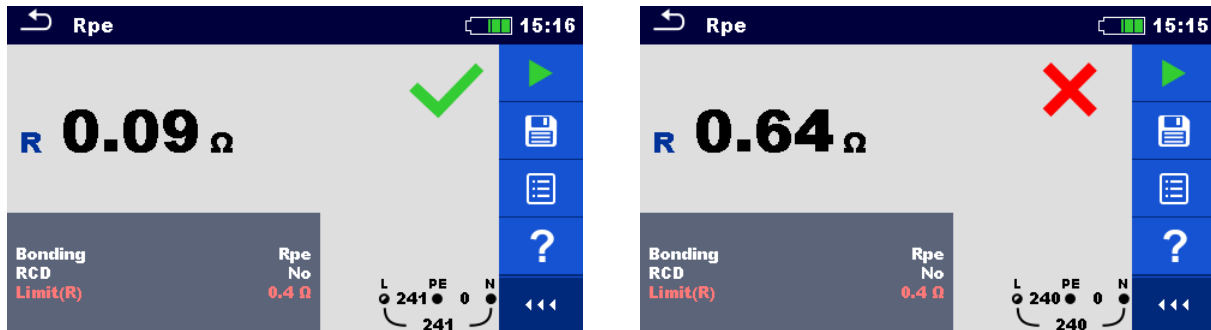 Rpe 15:16
R 0.09 Ω
Bonding Rpe
RCD No
Limit(R) 0.4 Ω
L PE N
241 0
241
?
Rpe 15:15
R 0.64 Ω
Bonding Rpe
RCD No
Limit(R) 0.4 Ω
L PE N
240 0
240
?